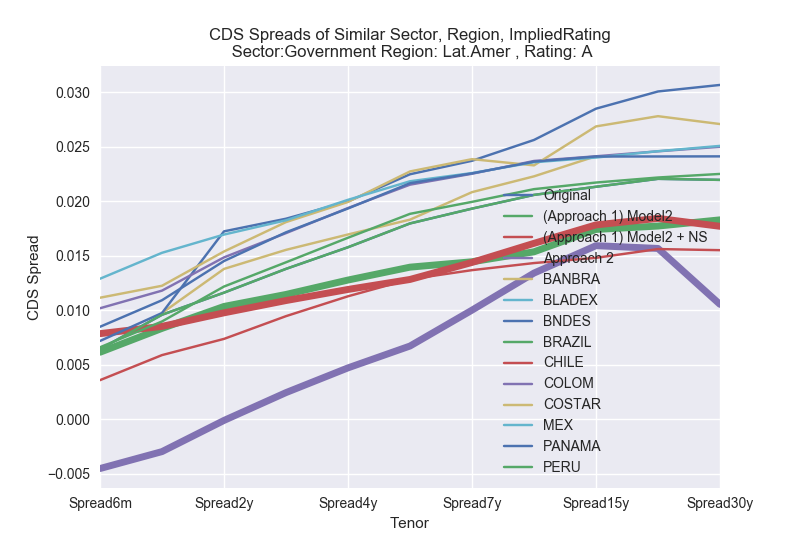 CDS Spreads of Similar Sector, Region, ImpliedRating
Sector:Government Region: Lat.Amer , Rating: A
CDS Spread
0.030
0.025
0.020
0.015
0.010
0.005
0.000
−0.005
Original
(Approach 1) Model2
(Approach 1) Model2 + NS
Approach 2
BANBRA
BLADEX
BNDES
BRAZIL
CHILE
COLOM
COSTAR
MEX
PANAMA
PERU
Spread6m Spread2y Spread4y Spread7y Spread15y Spread30y
Tenor